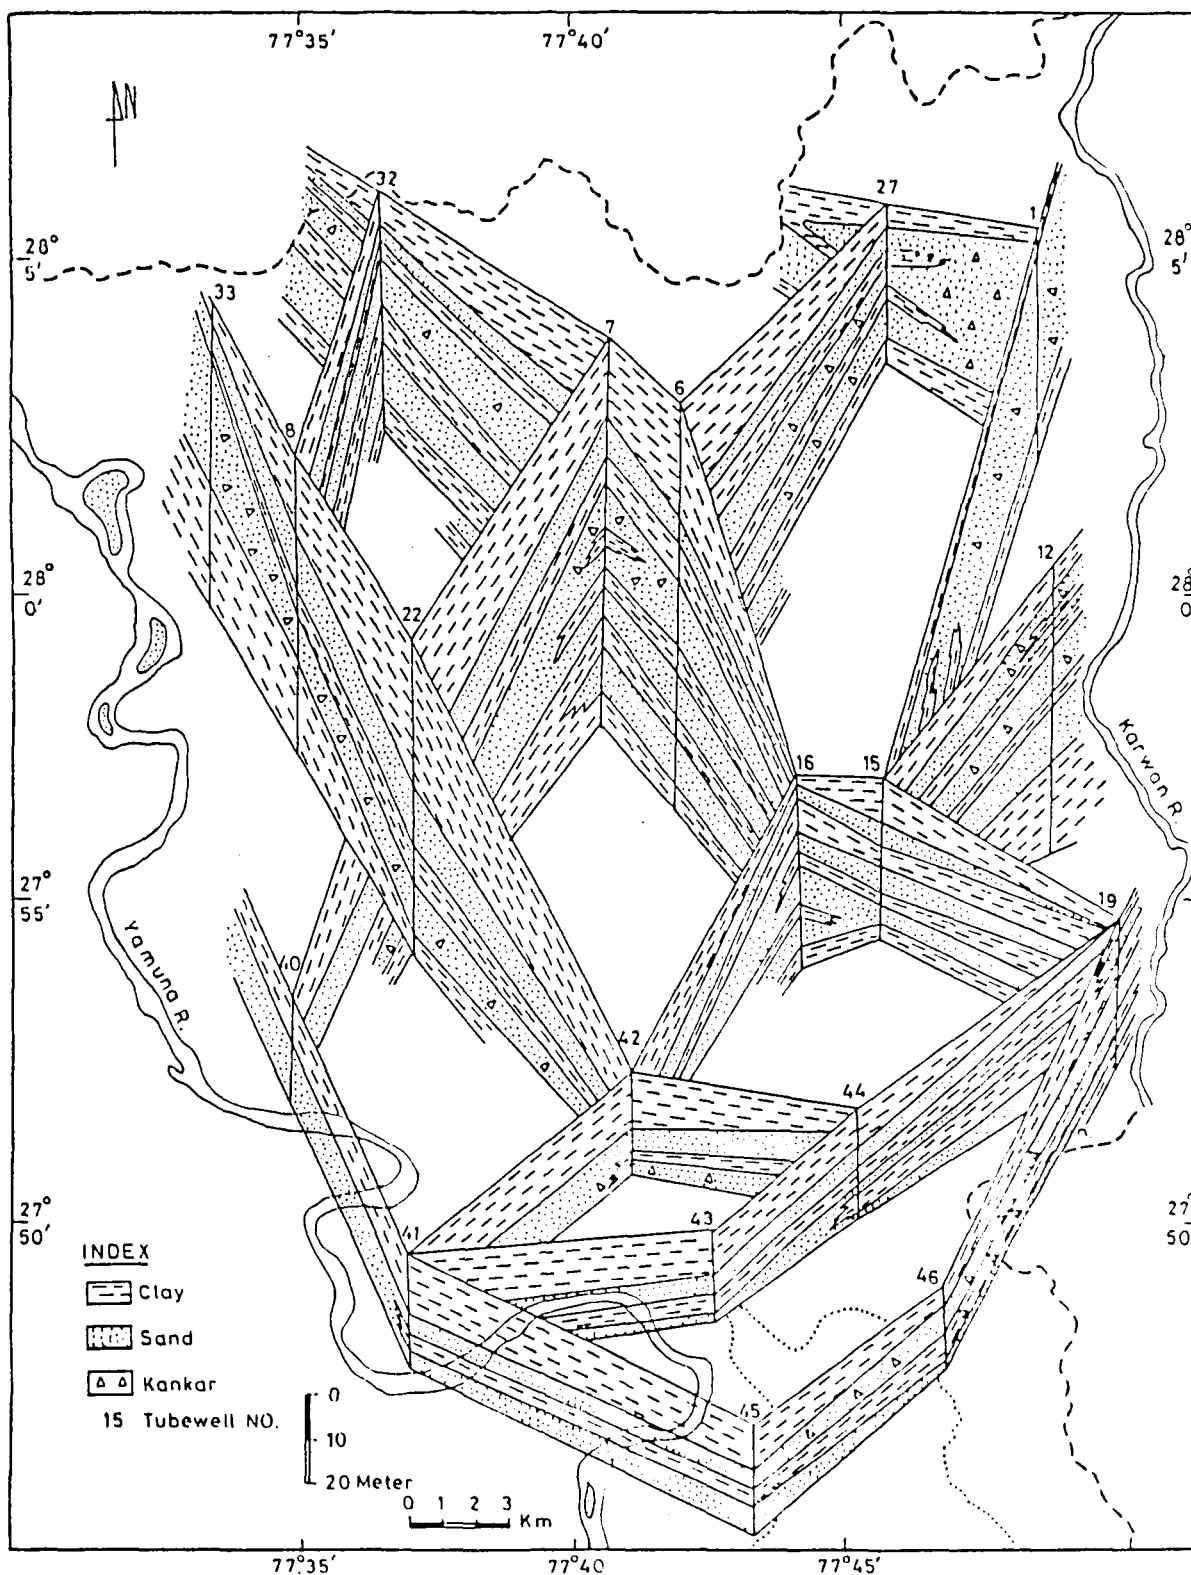 77°35′ 77°40′
N
32 27 1
28° 5′
28° 5′
33
7
6
8
12
28° 0′
28° 0
22
16 15
Karwan R
27° 55′
19
40
Yamuna R.
42
44
27° 50′
27° 50
43
41
46
INDEX
Clay
Sand
Kankar
15 Tubewell NO.
0
10
20 Meter
45
0 1 2 3
Km
77°35′ 77°40′ 77°45′